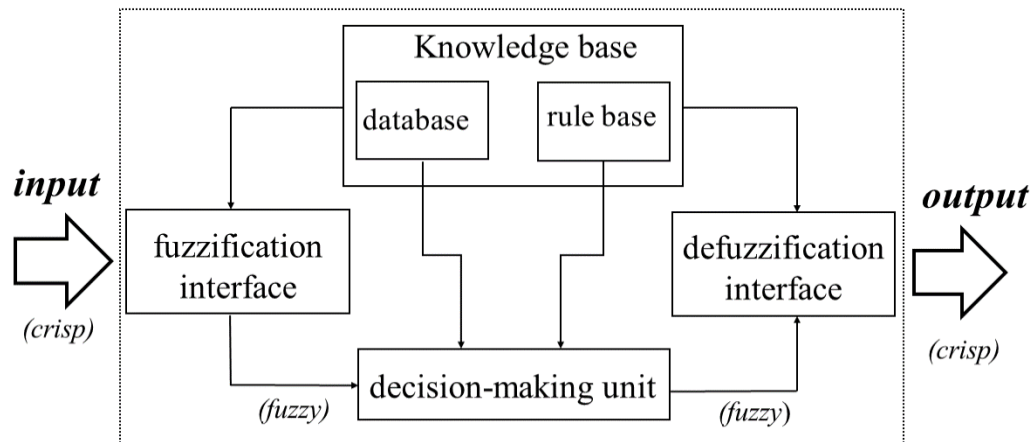 Knowledge base
database
rule base
input
output
fuzzification
interface
defuzzification
interface
(crisp)
(crisp)
decision-making unit
(fuzzy)
(fuzzy)